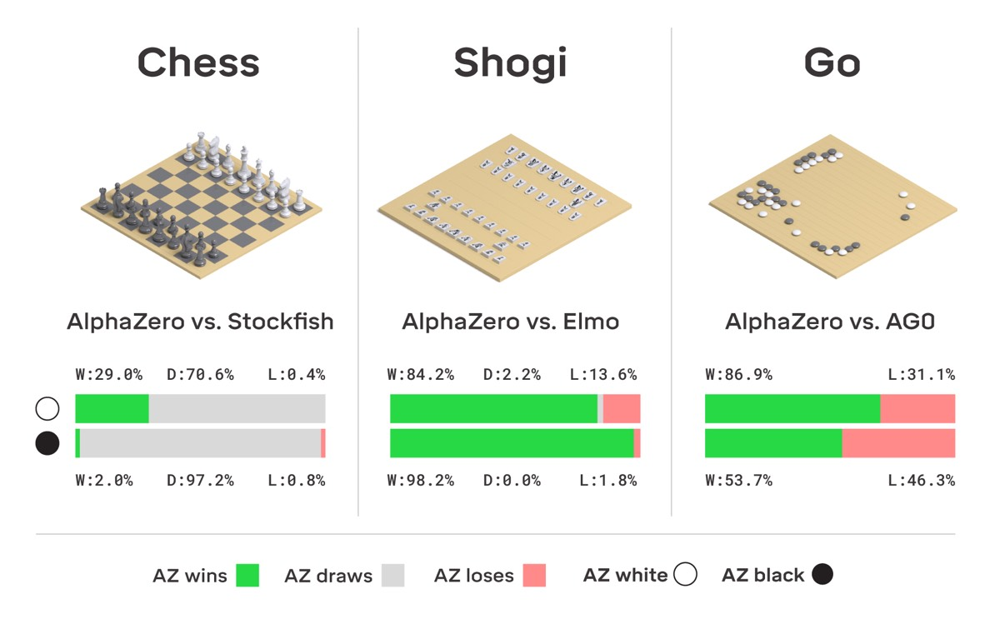 Chess
Shogi
Go
AlphaZero vs. Stockfish
AlphaZero vs. Elmo
AlphaZero vs. AG0
W:29.0% D:70.6% L:0.4%
W:84.2% D:2.2% L:13.6%
W:86.9% L:31.1%
W:2.0% D:97.2% L:0.8%
W:98.2% D:0.0% L:1.8%
W:53.7% L:46.3%
AZ wins
AZ draws
AZ loses
AZ white
AZ black